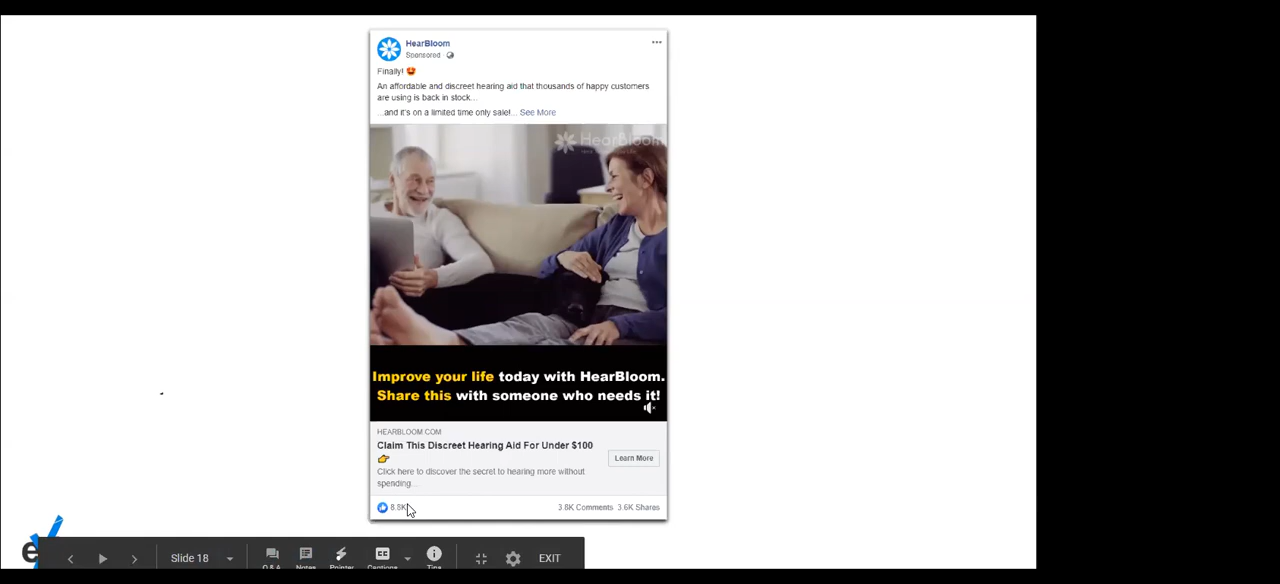 HearBloom
Sponsored
Finally! 😍
An affordable and discreet hearing aid that thousands of happy customers
are using is back in stock...
...and it's on a limited time only sale!... See More
HearBloom
Improve your life today with HearBloom.
Share this with someone who needs it!
HEARBLOOM.COM
Claim This Discreet Hearing Aid For Under $100
👉
Learn More
Click here to discover the secret to hearing more without
spending...
8.8K
3.8K Comments 3.6K Shares
e
Slide 18
Q & A
Notes
Pointer
Captions
Tips
EXIT